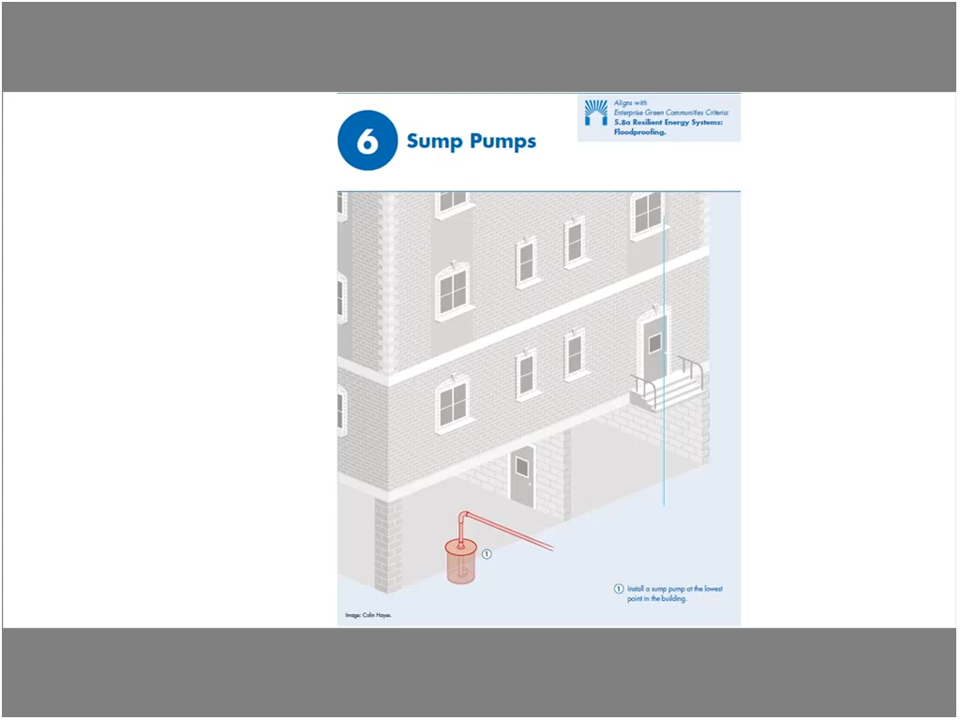 6
Sump Pumps
Aligns with
Enterprise Green Communities Criteria:
5.8a Resilient Energy Systems:
Floodproofing.
1
1 Install a sump pump at the lowest
point in the building.
Image: Colin Hayes.